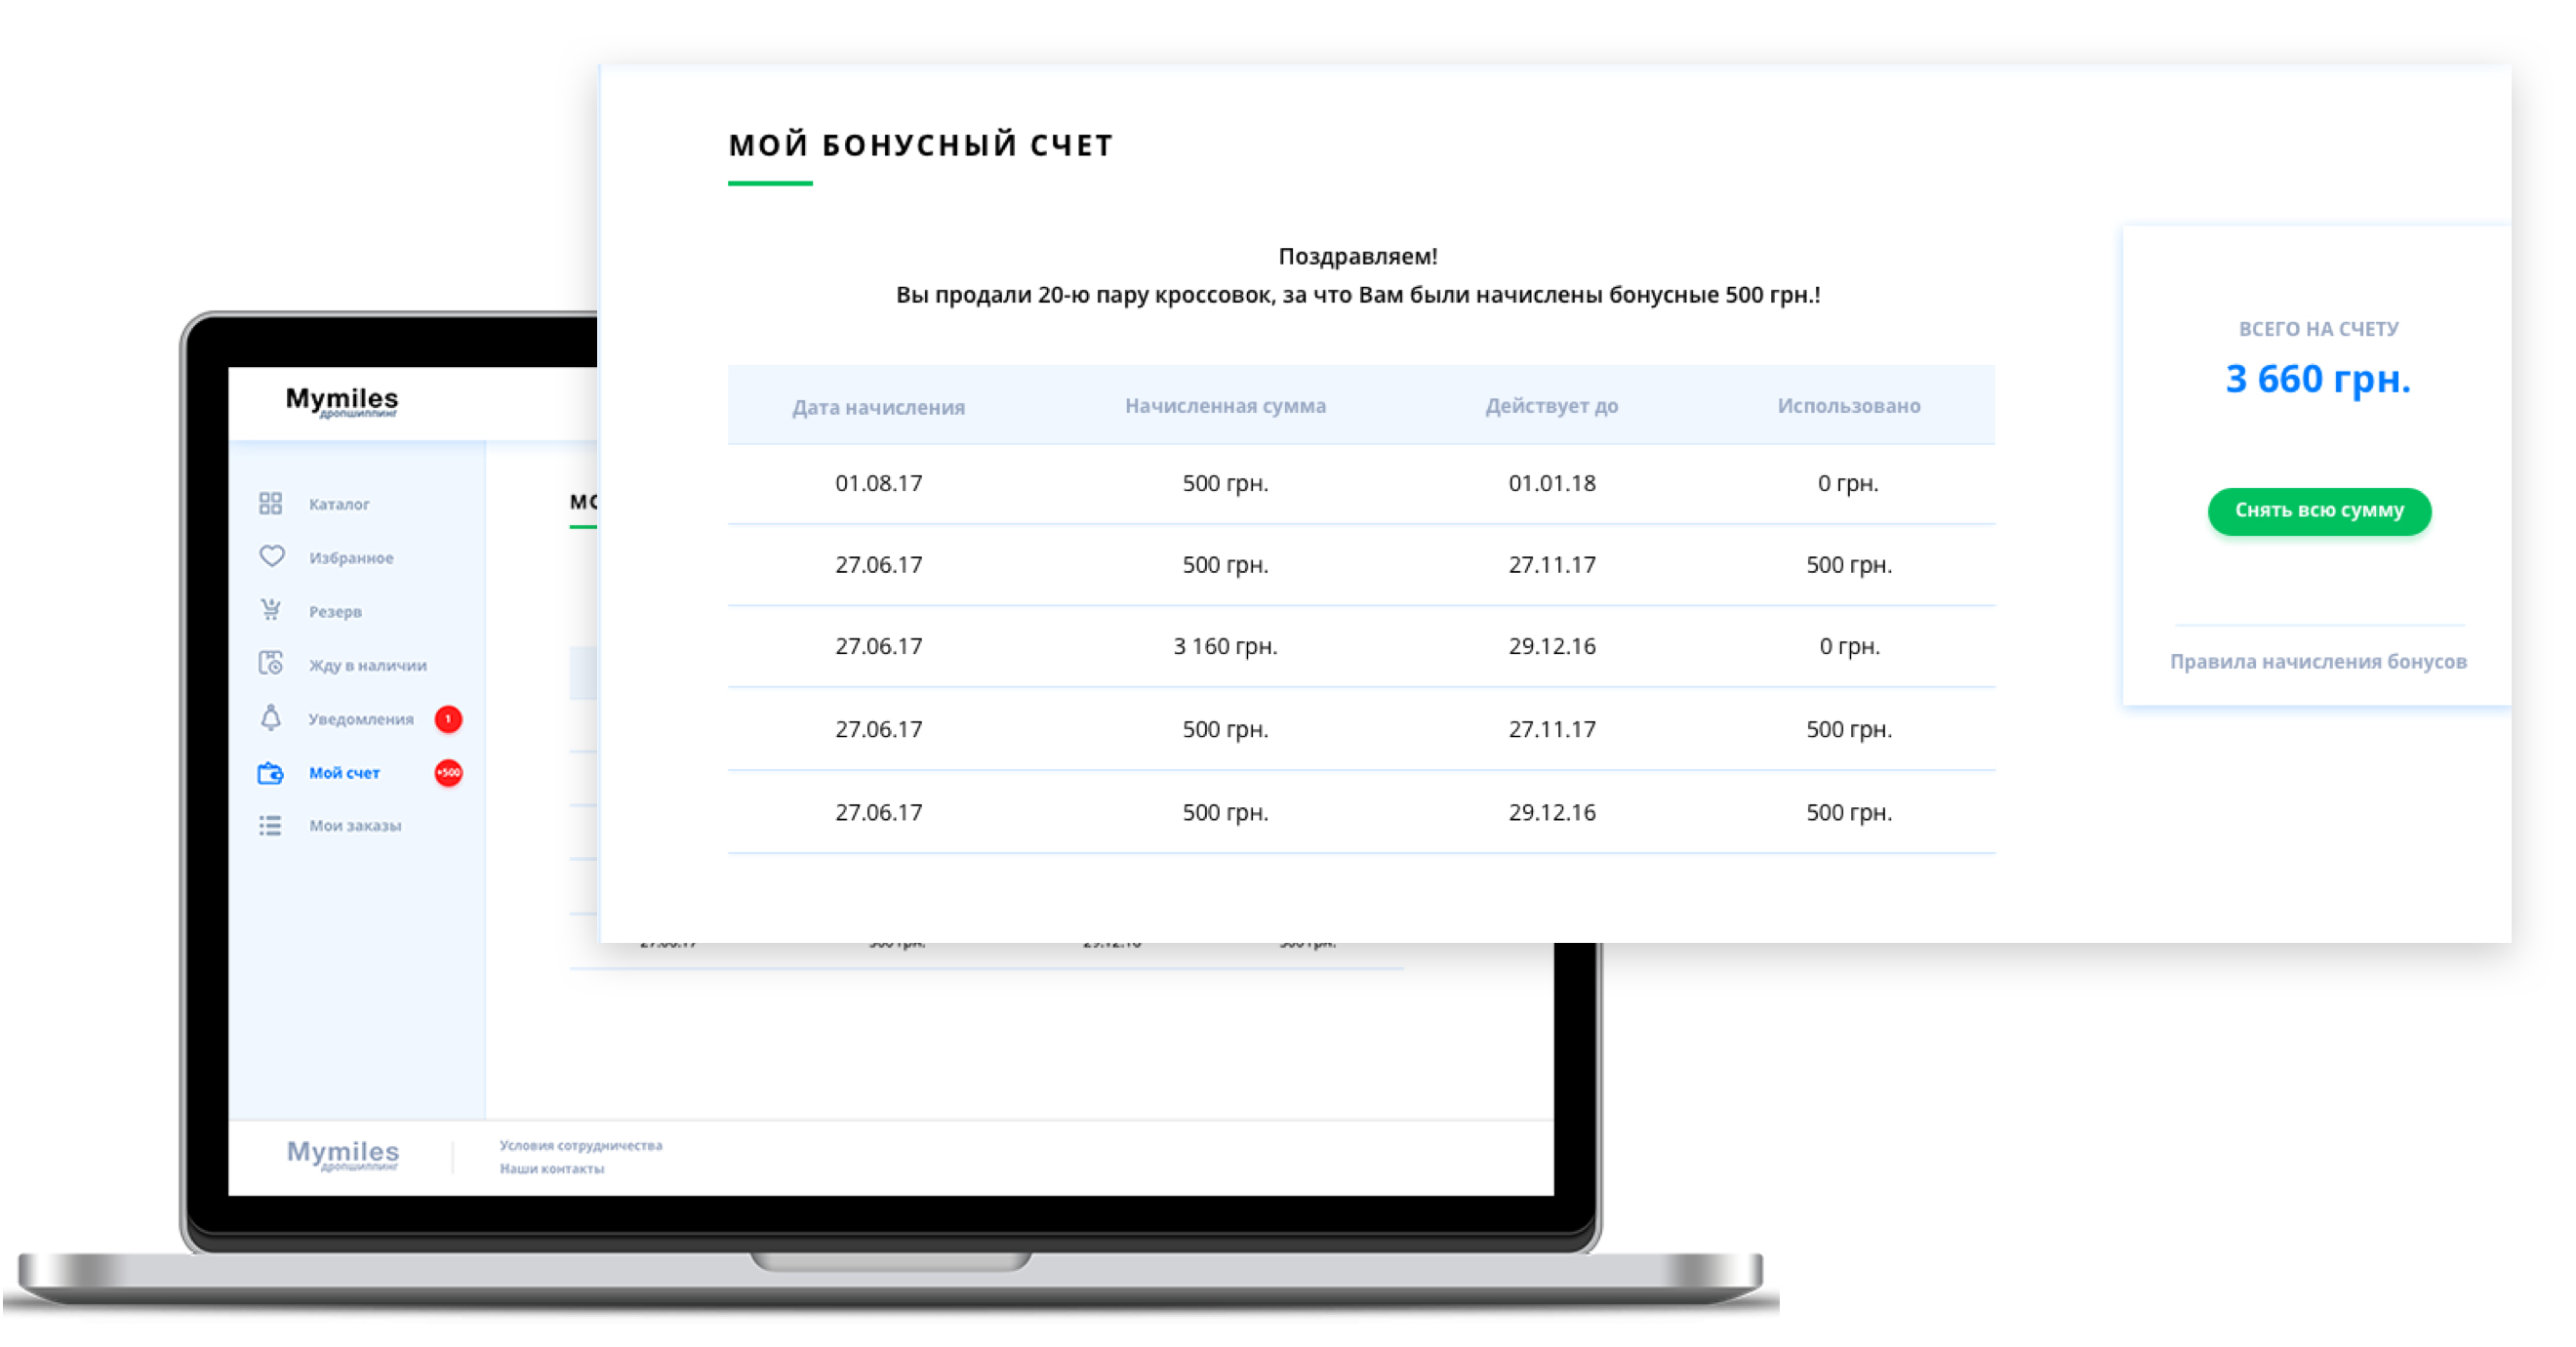 МОЙ БОНУСНЫЙ СЧЕТ
Поздравляем!
Вы продали 20-ю пару кроссовок, за что Вам были начислены бонусные 500 грн.!
Дата начисления Начисленная сумма Действует до Использовано
01.08.17 500 грн. 01.01.18 0 грн.
27.06.17 500 грн. 27.11.17 500 грн.
27.06.17 3 160 грн. 29.12.16 0 грн.
27.06.17 500 грн. 27.11.17 500 грн.
27.06.17 500 грн. 29.12.16 500 грн.
ВСЕГО НА СЧЕТУ
3 660 грн.
Снять всю сумму
Правила начисления бонусов
Mymiles
дропшиппинг
Каталог
Избранное
Резерв
Жду в наличии
Уведомления 1
Мой счет +500
Мои заказы
Mymiles
дропшиппинг
Условия сотрудничества
Наши контакты